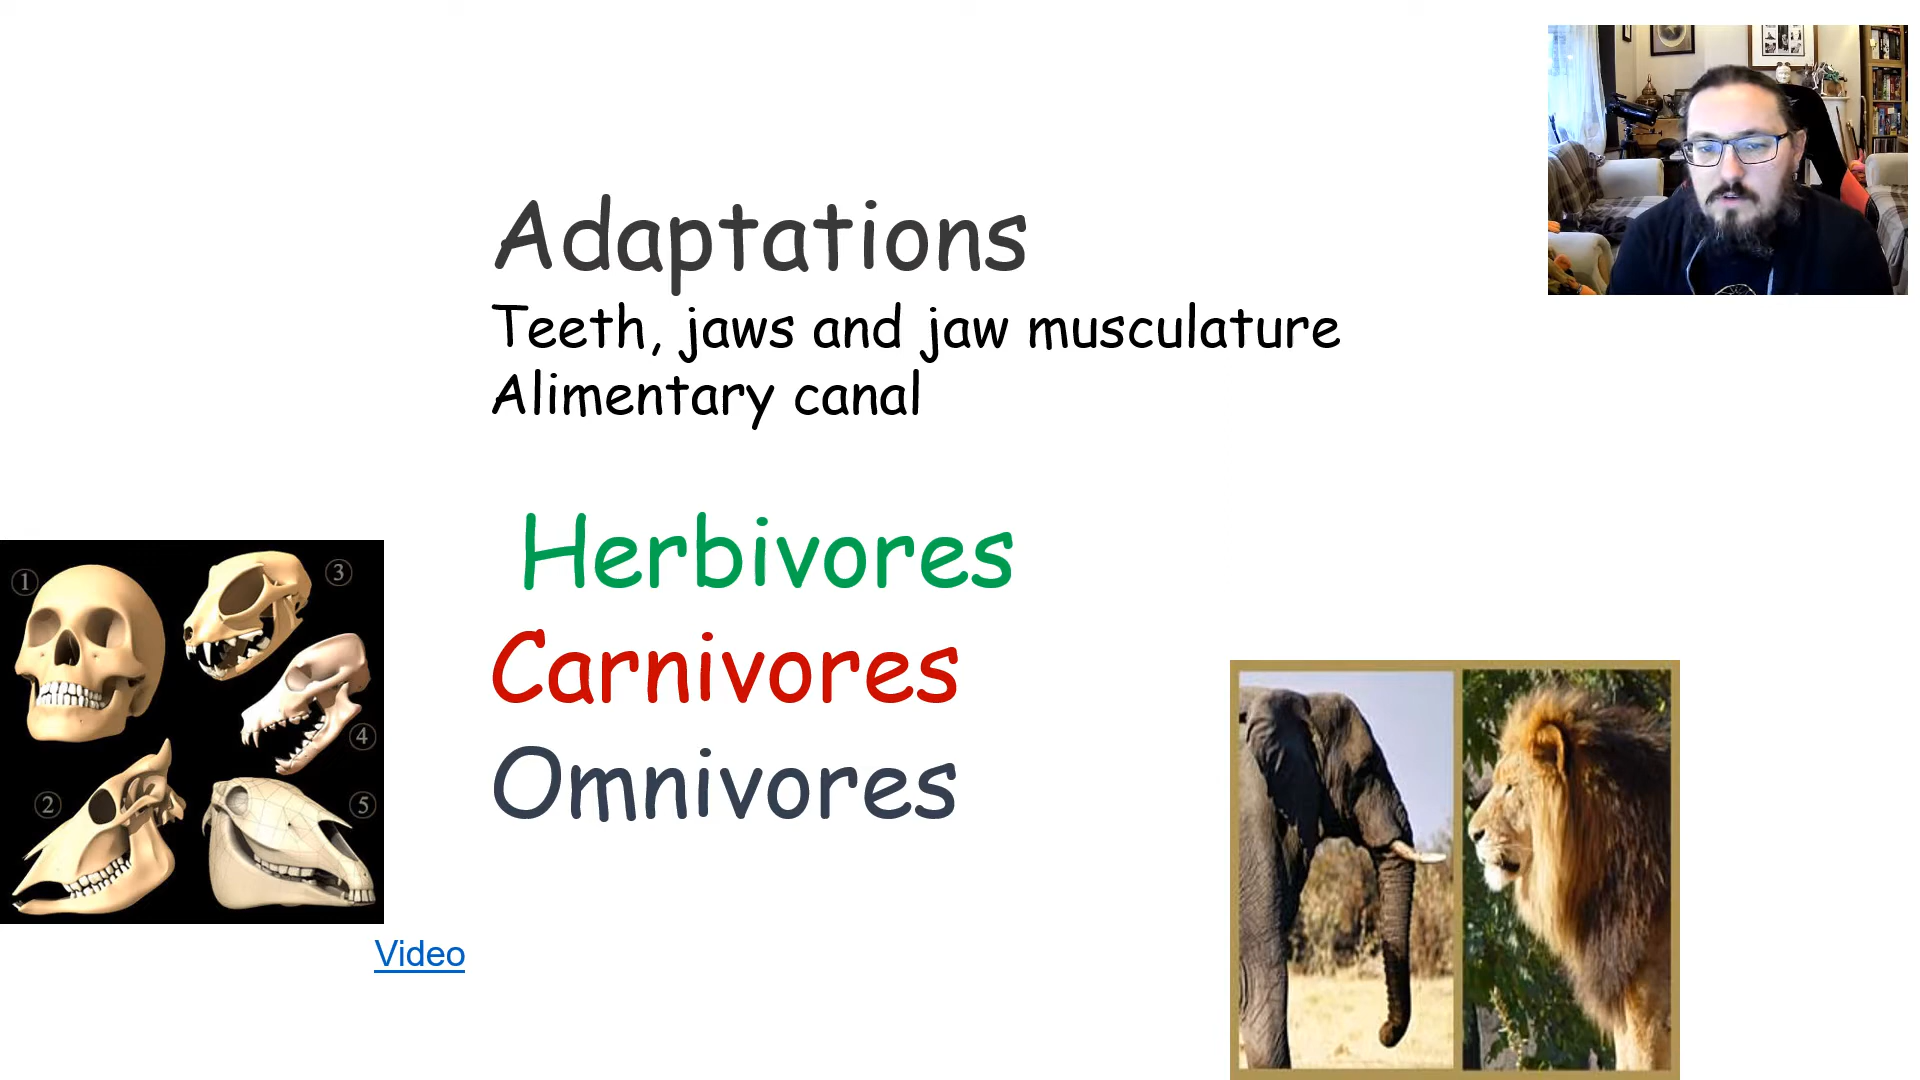 Adaptations
Teeth, jaws and jaw musculature
Alimentary canal
Herbivores
Carnivores
Omnivores
1
3
4
2
5
Video